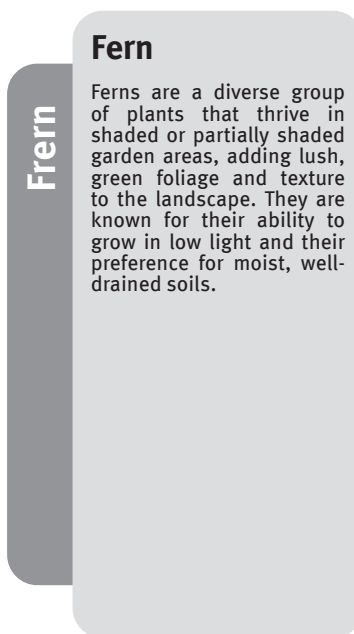 Frern
Fern
Ferns are a diverse group
of plants that thrive in
shaded or partially shaded
garden areas, adding lush,
green foliage and texture
to the landscape. They are
known for their ability to
grow in low light and their
preference for moist, well-
drained soils.